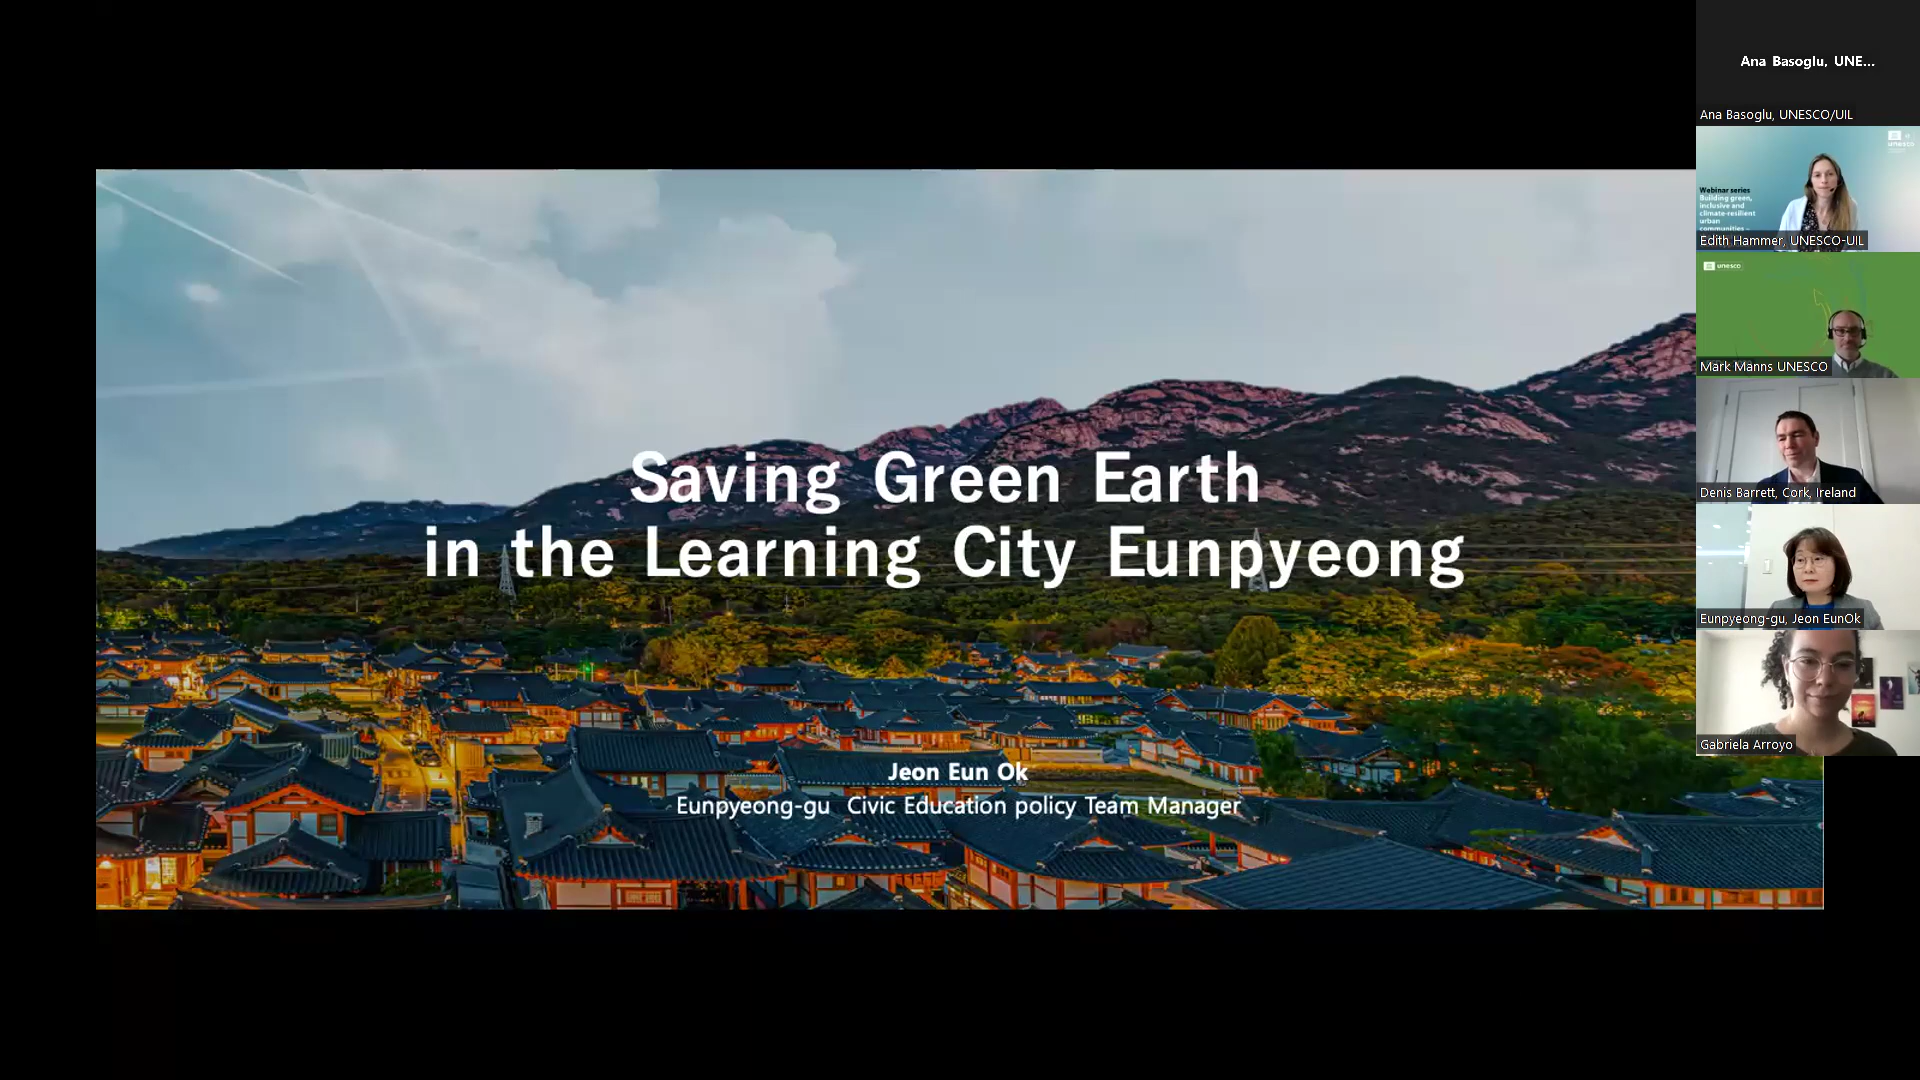 Saving Green Earth
in the Learning City Eunpyeong
Jeon Eun Ok
Eunpyeong-gu Civic Education policy Team Manager
Ana Basoglu, UNE...
Ana Basoglu, UNESCO/UIL
unesco
Webinar series
Building green,
inclusive and
climate-resilient
urban
communities –
Edith Hammer, UNESCO-UIL
unesco
Mark Manns UNESCO
Denis Barrett, Cork, Ireland
Eunpyeong-gu, Jeon EunOk
Gabriela Arroyo